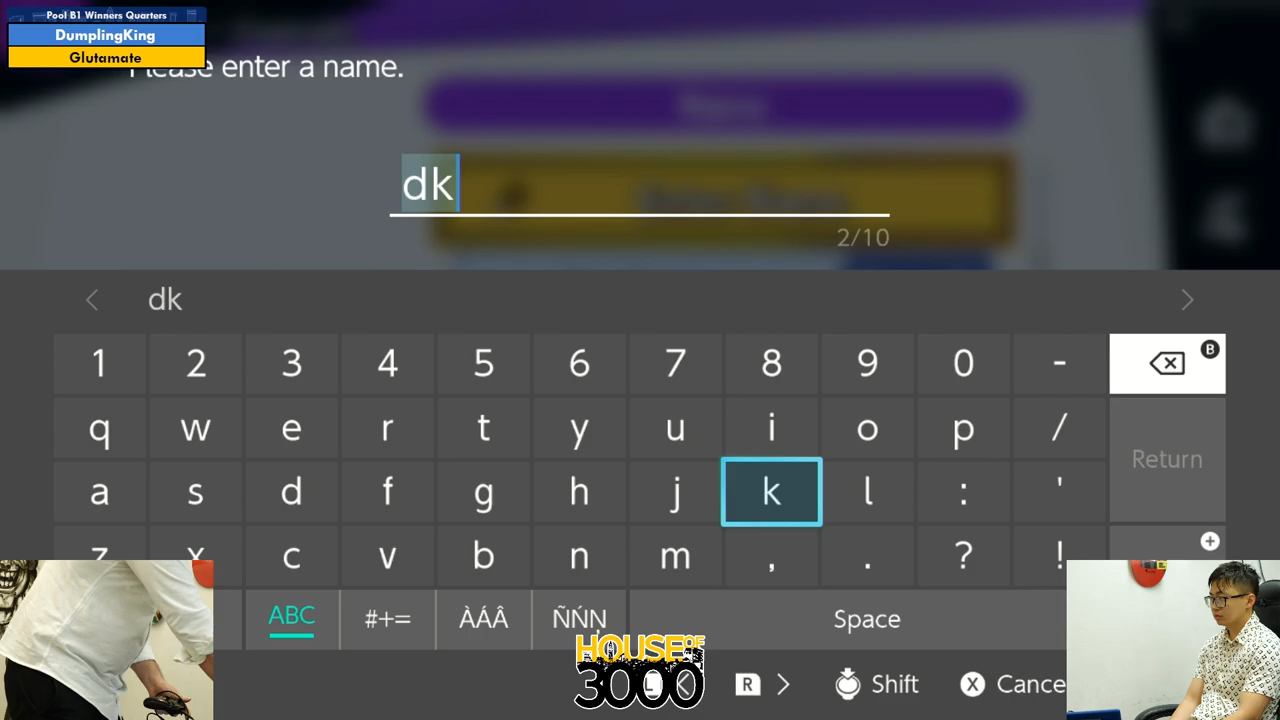 Pool B1 Winners Quarters
DumplingKing
Glutamate
Please enter a name.
dk
2/10
dk
1 2 3 4 5 6 7 8 9 0 - B
q w e r t y u i o p /
Return
a s d f g h j k l : '
z x c v b n m , . ? ! +
ABC #+= ÀÁÂ ÑŃŅ Space
HOUSE OF
3000
L R Shift X Cance